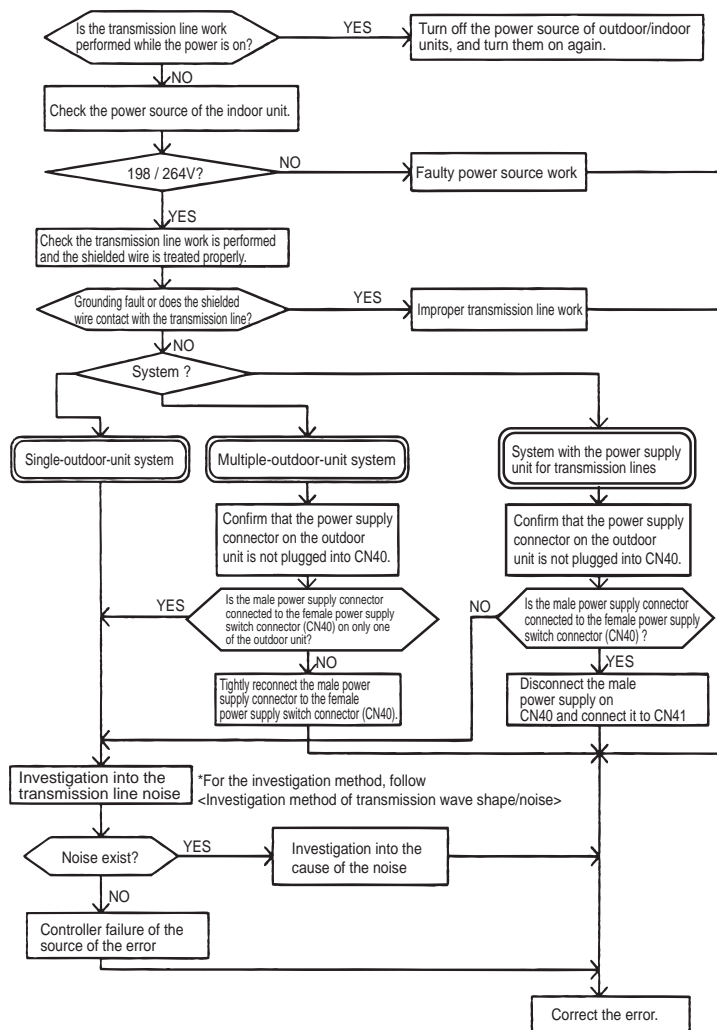 Is the transmission line work
performed while the power is on?
YES
Turn off the power source of outdoor/indoor
units, and turn them on again.
NO
Check the power source of the indoor unit.
198 / 264V?
NO
Faulty power source work
YES
Check the transmission line work is performed
and the shielded wire is treated properly.
Grounding fault or does the shielded
wire contact with the transmission line?
YES
Improper transmission line work
NO
System ?
Single-outdoor-unit system
Multiple-outdoor-unit system
System with the power supply
unit for transmission lines
Confirm that the power supply
connector on the outdoor
unit is not plugged into CN40.
Confirm that the power supply
connector on the outdoor
unit is not plugged into CN40.
YES
Is the male power supply connector
connected to the female power supply
switch connector (CN40) on only one
of the outdoor unit?
NO
Is the male power supply connector
connected to the female power supply
switch connector (CN40) ?
NO
Tightly reconnect the male power
supply connector to the female
power supply switch connector (CN40).
YES
Disconnect the male
power supply on
CN40 and connect it to CN41
Investigation into the
transmission line noise
*For the investigation method, follow
<Investigation method of transmission wave shape/noise>
Noise exist?
YES
Investigation into the
cause of the noise
NO
Controller failure of the
source of the error
Correct the error.